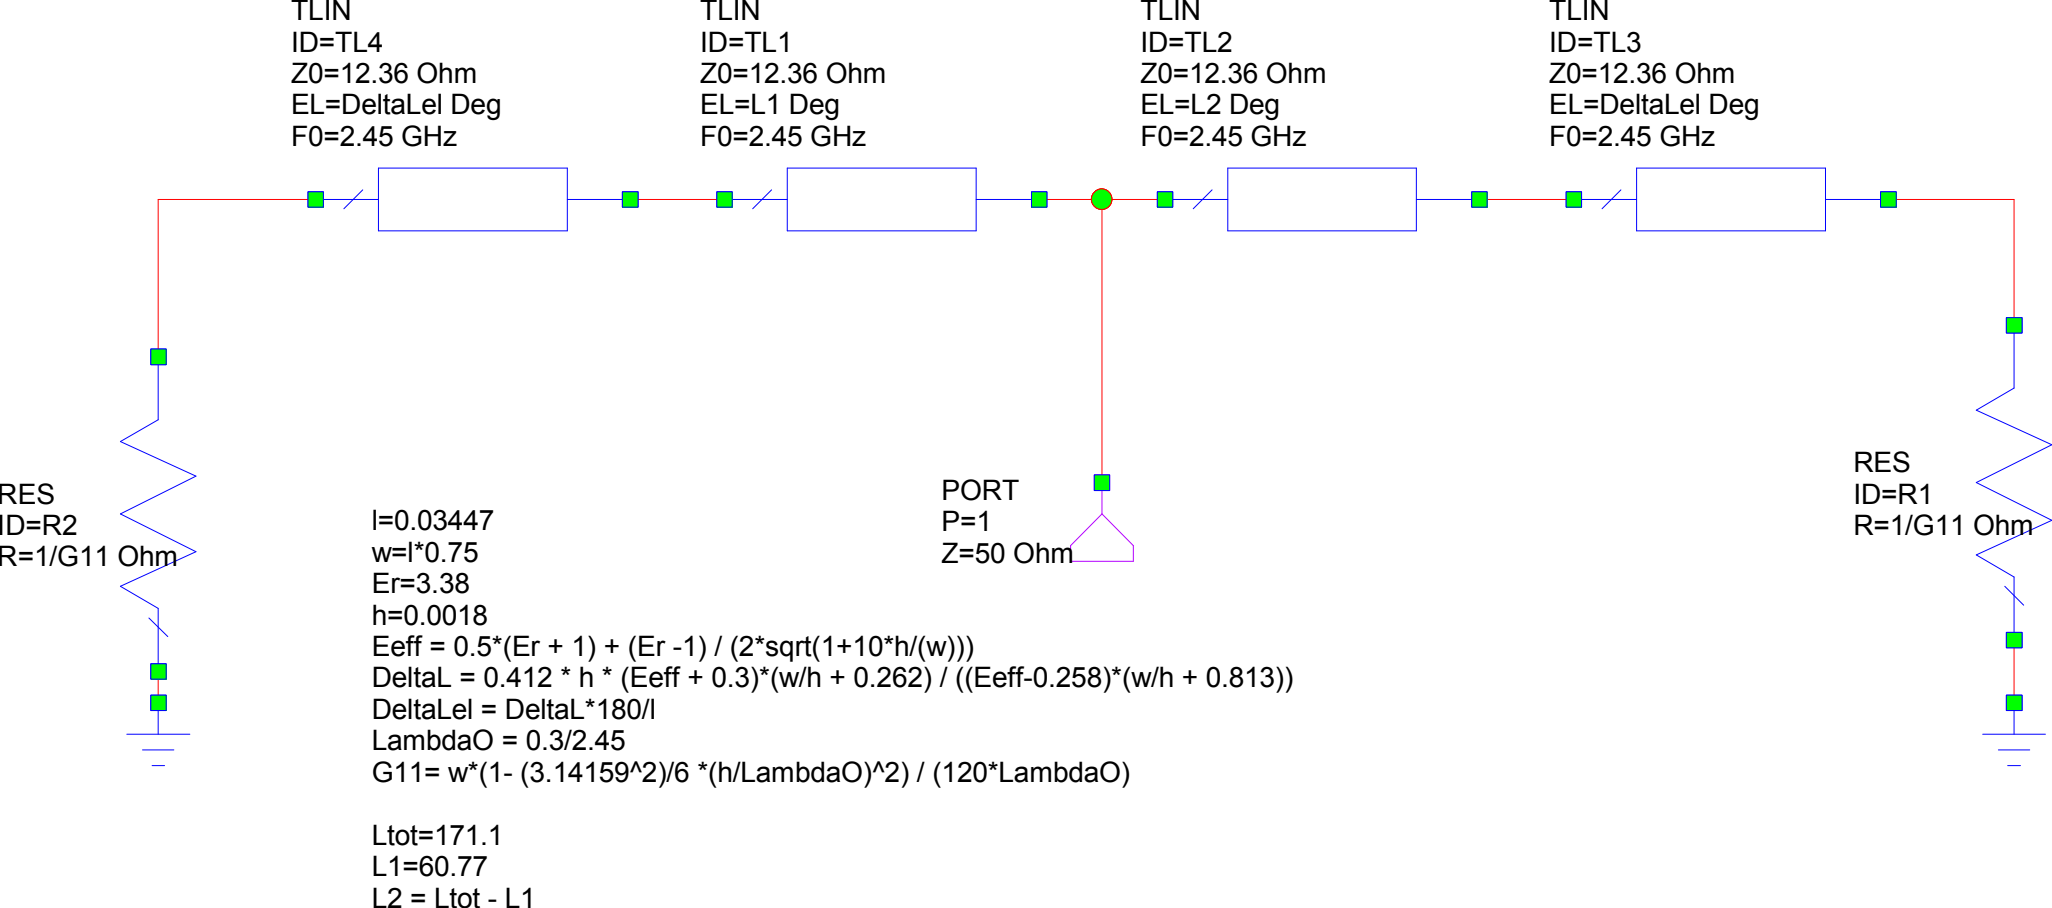 TLIN
ID=TL4
Z0=12.36 Ohm
EL=DeltaLel Deg
F0=2.45 GHz
TLIN
ID=TL1
Z0=12.36 Ohm
EL=L1 Deg
F0=2.45 GHz
TLIN
ID=TL2
Z0=12.36 Ohm
EL=L2 Deg
F0=2.45 GHz
TLIN
ID=TL3
Z0=12.36 Ohm
EL=DeltaLel Deg
F0=2.45 GHz
RES
ID=R2
R=1/G11 Ohm
PORT
P=1
Z=50 Ohm
RES
ID=R1
R=1/G11 Ohm
l=0.03447
w=l*0.75
Er=3.38
h=0.0018
Eeff = 0.5*(Er + 1) + (Er -1) / (2*sqrt(1+10*h/(w)))
DeltaL = 0.412 * h * (Eeff + 0.3)*(w/h + 0.262) / ((Eeff-0.258)*(w/h + 0.813))
DeltaLel = DeltaL*180/l
LambdaO = 0.3/2.45
G11= w*(1- (3.14159^2)/6 *(h/LambdaO)^2) / (120*LambdaO)
Ltot=171.1
L1=60.77
L2 = Ltot - L1